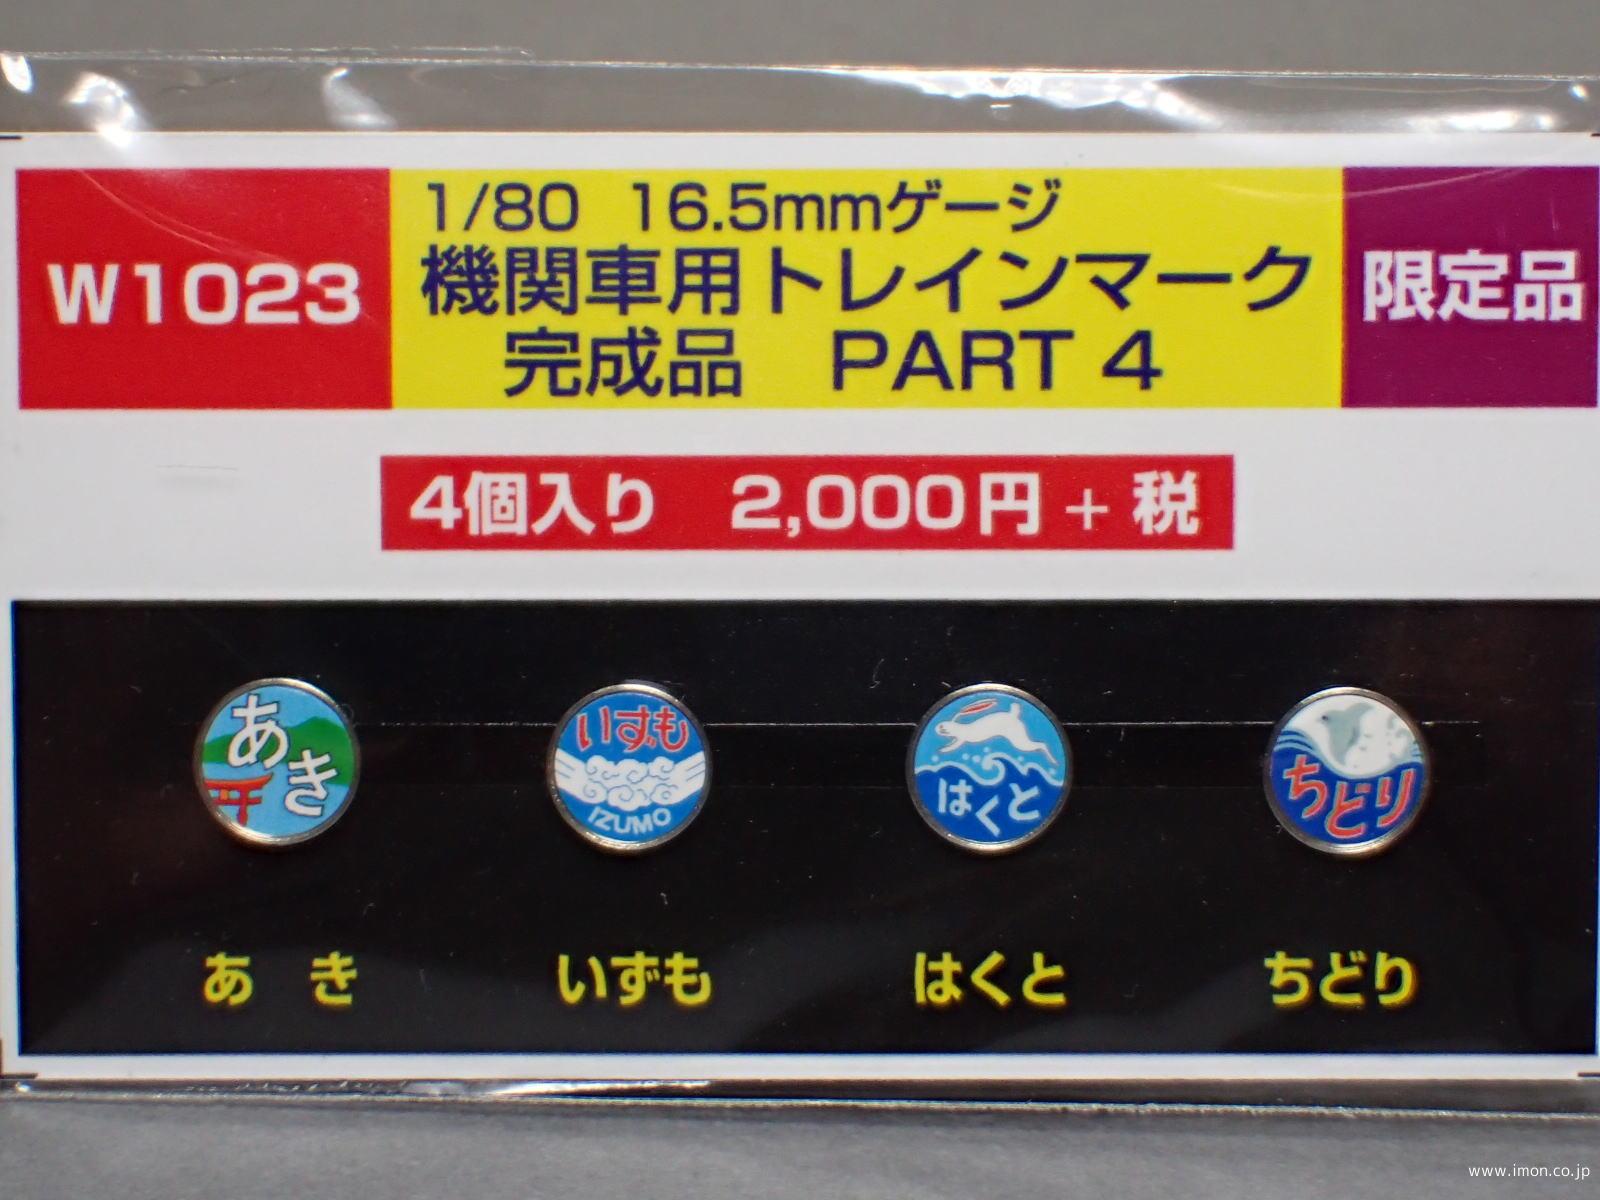 W1023
1/80 16.5mmゲージ
機関車用トレインマーク
完成品 PART 4
限定品
4個入り 2,000円+税
あき
いずも
IZUMO
はくと
ちどり
あ き
いずも
はくと
ちどり
www.imon.co.jp